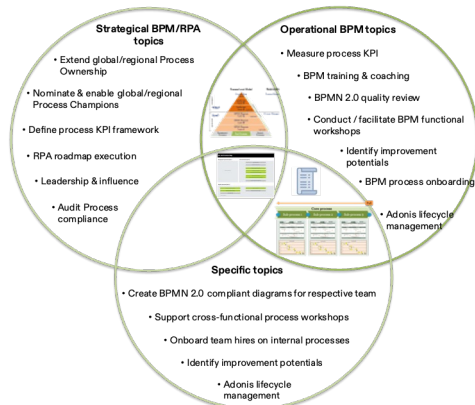 Strategical BPM/RPA
topics
• Extend global/regional Process
Ownership
• Nominate & enable global/regional
Process Champions
• Define process KPI framework
• RPA roadmap execution
• Leadership & influence
• Audit Process
compliance
Operational BPM topics
• Measure process KPI
• BPM training & coaching
• BPMN 2.0 quality review
• Conduct / facilitate BPM functional
workshops
• Identify improvement
potentials
• BPM process onboarding
• Adonis lifecycle
management
Core process
Specific topics
• Create BPMN 2.0 compliant diagrams for respective team
• Support cross-functional process workshops
• Onboard team hires on internal processes
• Identify improvement potentials
• Adonis lifecycle
management